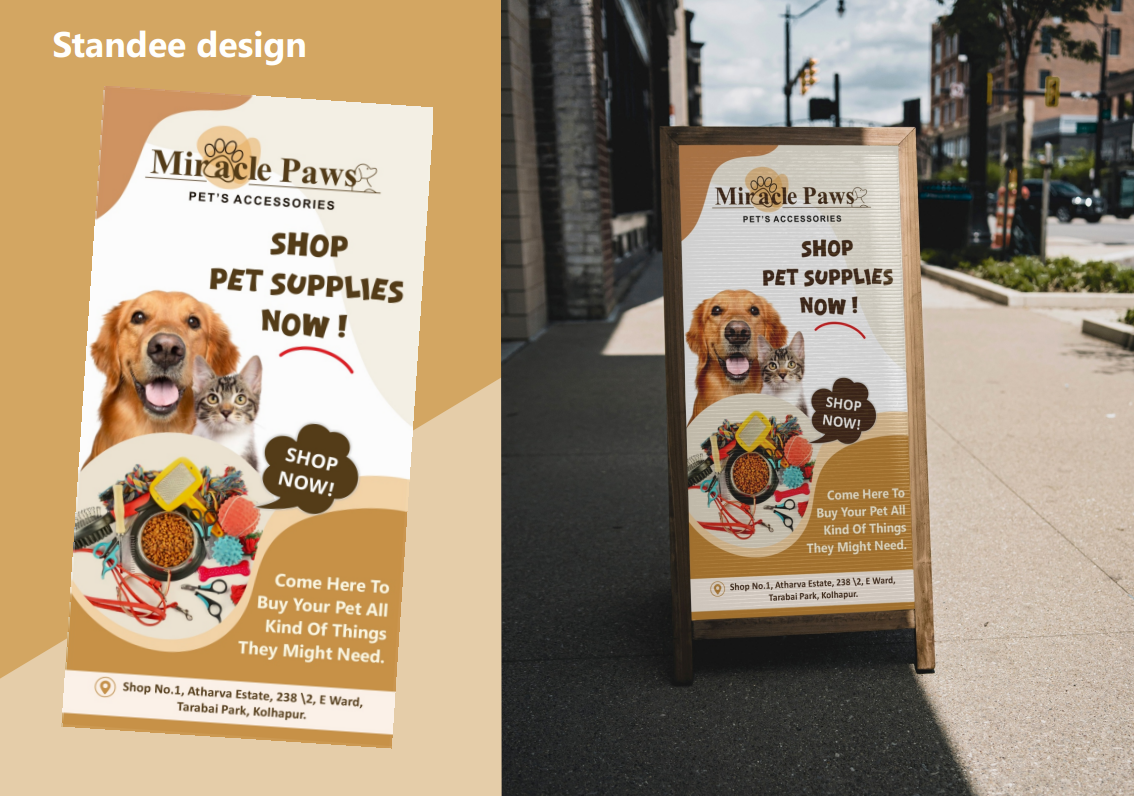 Standee design
Miracle Paws
PET'S ACCESSORIES
SHOP
PET SUPPLIES
NOW !
SHOP
NOW!
Come Here To
Buy Your Pet All
Kind Of Things
They Might Need.
Shop No.1, Atharva Estate, 238 \2, E Ward,
Tarabai Park, Kolhapur.
Miracle Paws
PET'S ACCESSORIES
SHOP
PET SUPPLIES
NOW !
SHOP
NOW!
Come Here To
Buy Your Pet All
Kind Of Things
They Might Need.
Shop No.1, Atharva Estate, 238 \2, E Ward,
Tarabai Park, Kolhapur.